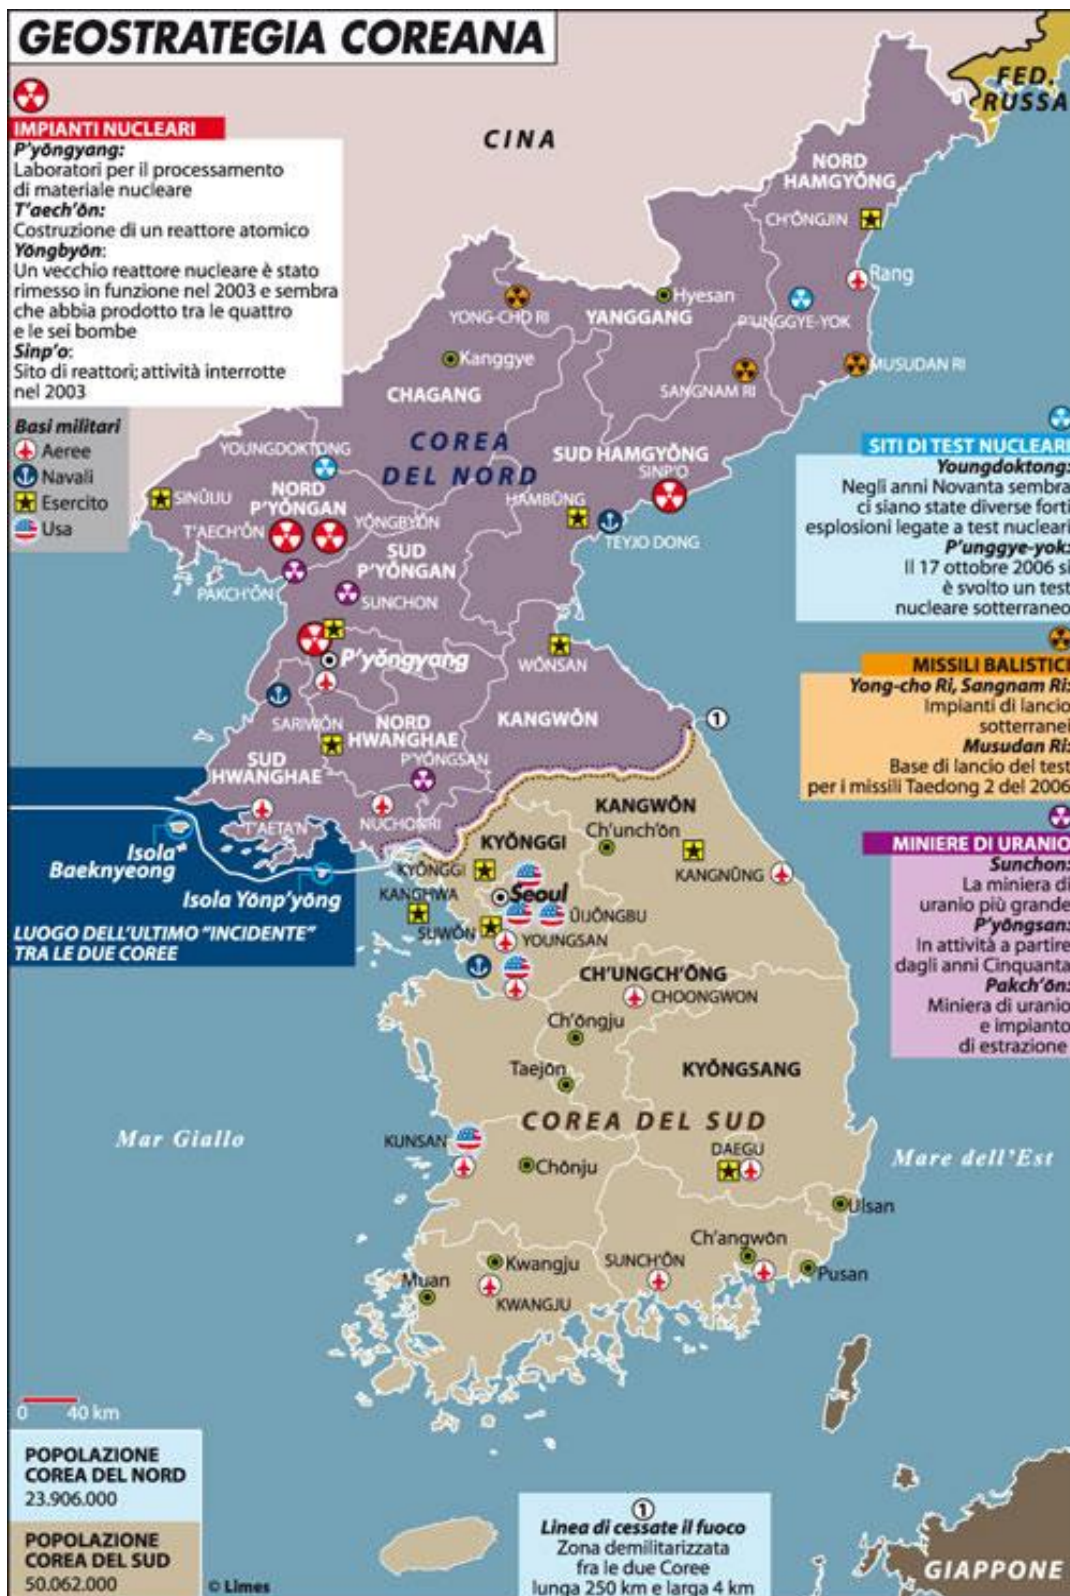 GEOSTRATEGIA COREANA
IMPIANTI NUCLEARI
P'yŏngyang:
Laboratori per il processamento
di materiale nucleare
T'aech'ŏn:
Costruzione di un reattore atomico
Yŏngbyŏn:
Un vecchio reattore nucleare è stato
rimesso in funzione nel 2003 e sembra
che abbia prodotto tra le quattro
e le sei bombe
Sinp'o:
Sito di reattori; attività interrotte
nel 2003
Basi militari
Aeree
Navali
Esercito
Usa
CINA
FED.
RUSSA
NORD
HAMGYŎNG
CH'ŎNGJIN
Rang
Hyesan
YONG-CHO RI
YANGGANG
P'UNGGYE-YOK
Kanggye
SANGNAM RI
MUSUDAN RI
CHAGANG
COREA
DEL NORD
YOUNGDOKTONG
SUD HAMGYŎNG
SINP'O
SINŬIJU
NORD
P'YŎNGAN
HAMBŬNG
T'AECH'ŎN
YŎNGBYŎN
TEYJO DONG
SUD
P'YŎNGAN
PAKCH'ŎN
SUNCHON
P'yŏngyang
WŎNSAN
SARIWŎN
NORD
HWANGHAE
KANGWŎN
SUD
HWANGHAE
P'YŎNGSAN
T'AETA'N
NUCHONRI
1
SITI DI TEST NUCLEARI
Youngdoktong:
Negli anni Novanta sembra
ci siano state diverse forti
esplosioni legate a test nucleari
P'unggye-yok:
Il 17 ottobre 2006 si
è svolto un test
nucleare sotterraneo
MISSILI BALISTICI
Yong-cho Ri, Sangnam Ri:
Impianti di lancio
sotterranei
Musudan Ri:
Base di lancio del test
per i missili Taedong 2 del 2006
MINIERE DI URANIO
Sunchon:
La miniera di
uranio più grande
P'yŏngsan:
In attività a partire
dagli anni Cinquanta
Pakch'ŏn:
Miniera di uranio
e impianto
di estrazione
Isola
Baeknyeong
Isola Yŏnp'yŏng
LUOGO DELL'ULTIMO "INCIDENTE"
TRA LE DUE COREE
KANGWŎN
Ch'unch'ŏn
KYŎNGGI
KYŎNGGI
KANGNŬNG
KANGHWA
Seoul
ŬIJŎNGBU
SUWŎN
YOUNGSAN
CH'UNGCH'ŎNG
CHOONGWON
Ch'ŏngju
Taejŏn
KYŎNGSANG
COREA DEL SUD
Mar Giallo
Mare dell'Est
KUNSAN
DAEGU
Chŏnju
Ulsan
Ch'angwŏn
Kwangju
SUNCH'ŎN
Pusan
Muan
KWANGJU
0 40 km
POPOLAZIONE
COREA DEL NORD
23.906.000
POPOLAZIONE
COREA DEL SUD
50.062.000
© Limes
1
Linea di cessate il fuoco
Zona demilitarizzata
fra le due Coree
lunga 250 km e larga 4 km
GIAPPONE